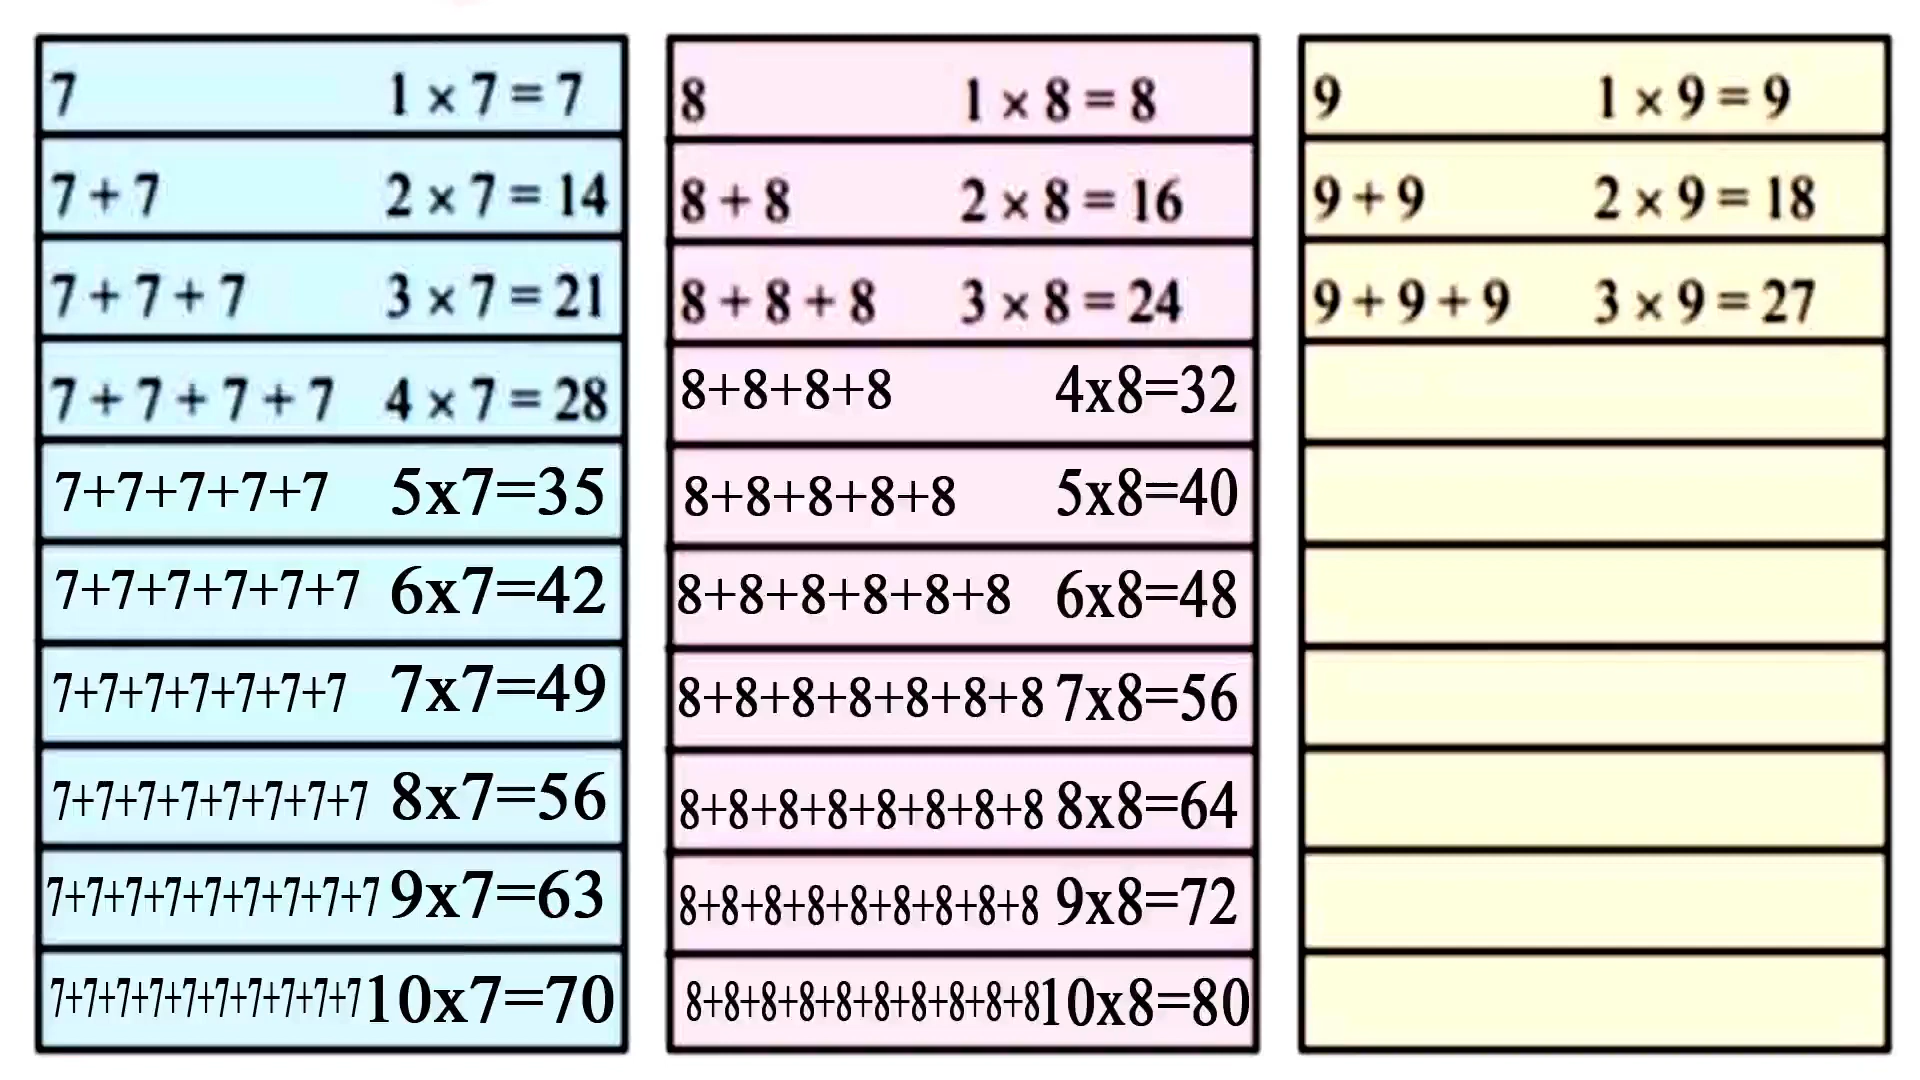 7 1 × 7 = 7
7 + 7 2 × 7 = 14
7 + 7 + 7 3 × 7 = 21
7 + 7 + 7 + 7 4 × 7 = 28
7+7+7+7+7 5x7=35
7+7+7+7+7+7 6x7=42
7+7+7+7+7+7+7 7x7=49
7+7+7+7+7+7+7+7 8x7=56
7+7+7+7+7+7+7+7+7 9x7=63
7+7+7+7+7+7+7+7+7+7 10x7=70
8 1 × 8 = 8
8 + 8 2 × 8 = 16
8 + 8 + 8 3 × 8 = 24
8+8+8+8 4x8=32
8+8+8+8+8 5x8=40
8+8+8+8+8+8 6x8=48
8+8+8+8+8+8+8 7x8=56
8+8+8+8+8+8+8+8 8x8=64
8+8+8+8+8+8+8+8+8 9x8=72
8+8+8+8+8+8+8+8+8+8 10x8=80
9 1 × 9 = 9
9 + 9 2 × 9 = 18
9 + 9 + 9 3 × 9 = 27